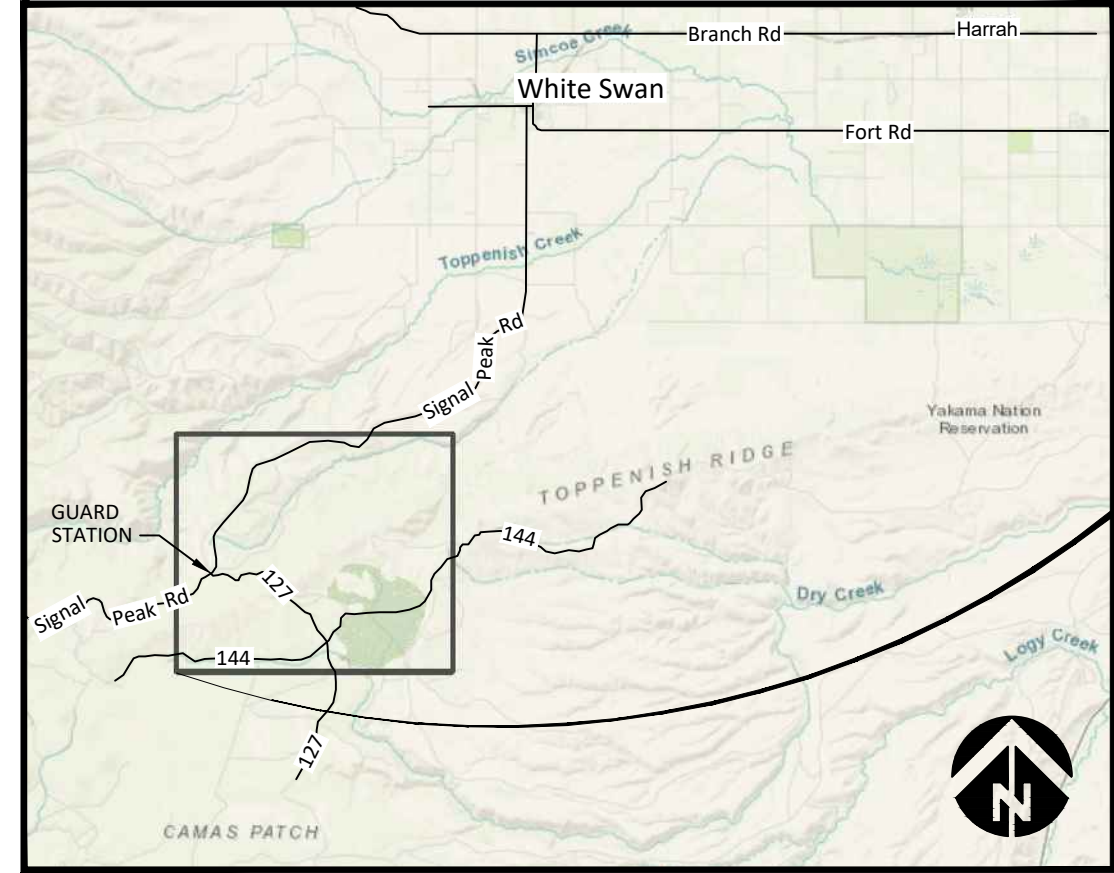 Simcoe Creek
Branch Rd
Harrah
White Swan
Fort Rd
Toppenish Creek
Signal Peak Rd
Yakama Nation
Reservation
TOPPENISH RIDGE
GUARD
STATION
144
127
Signal Peak Rd
Dry Creek
144
Logy Creek
127
N
CAMAS PATCH